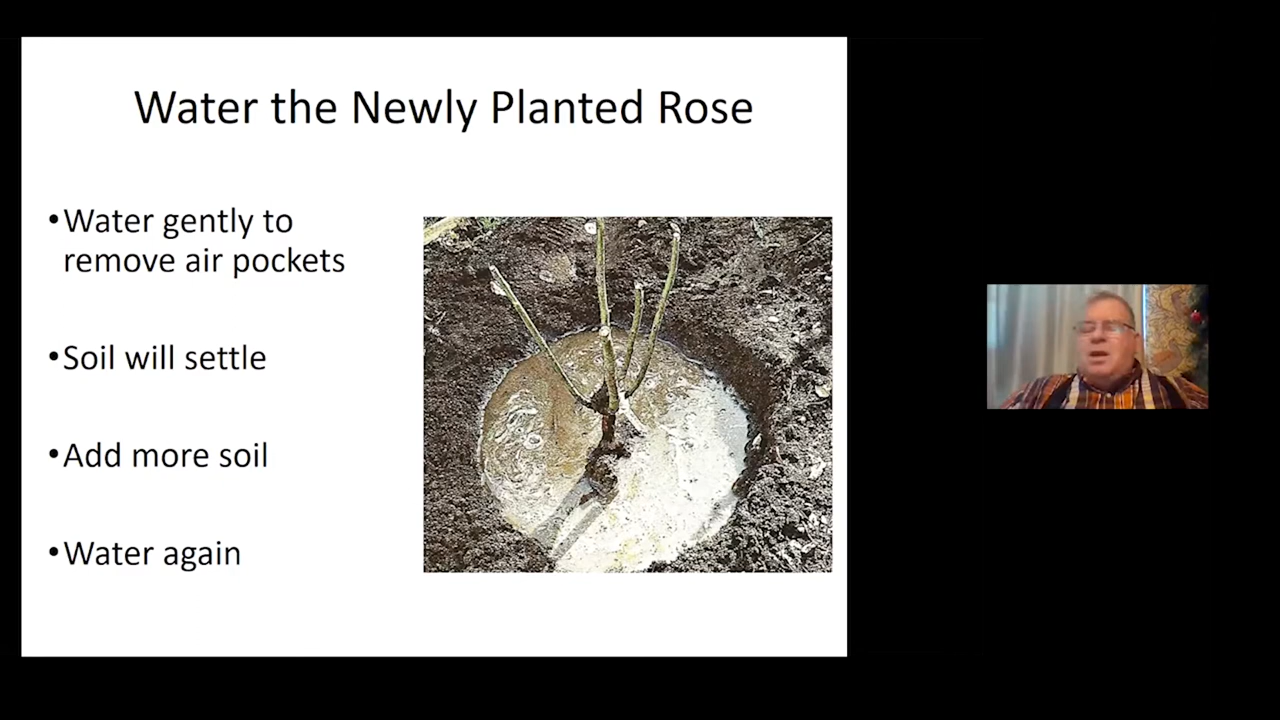 Water the Newly Planted Rose
•Water gently to
remove air pockets
•Soil will settle
•Add more soil
•Water again